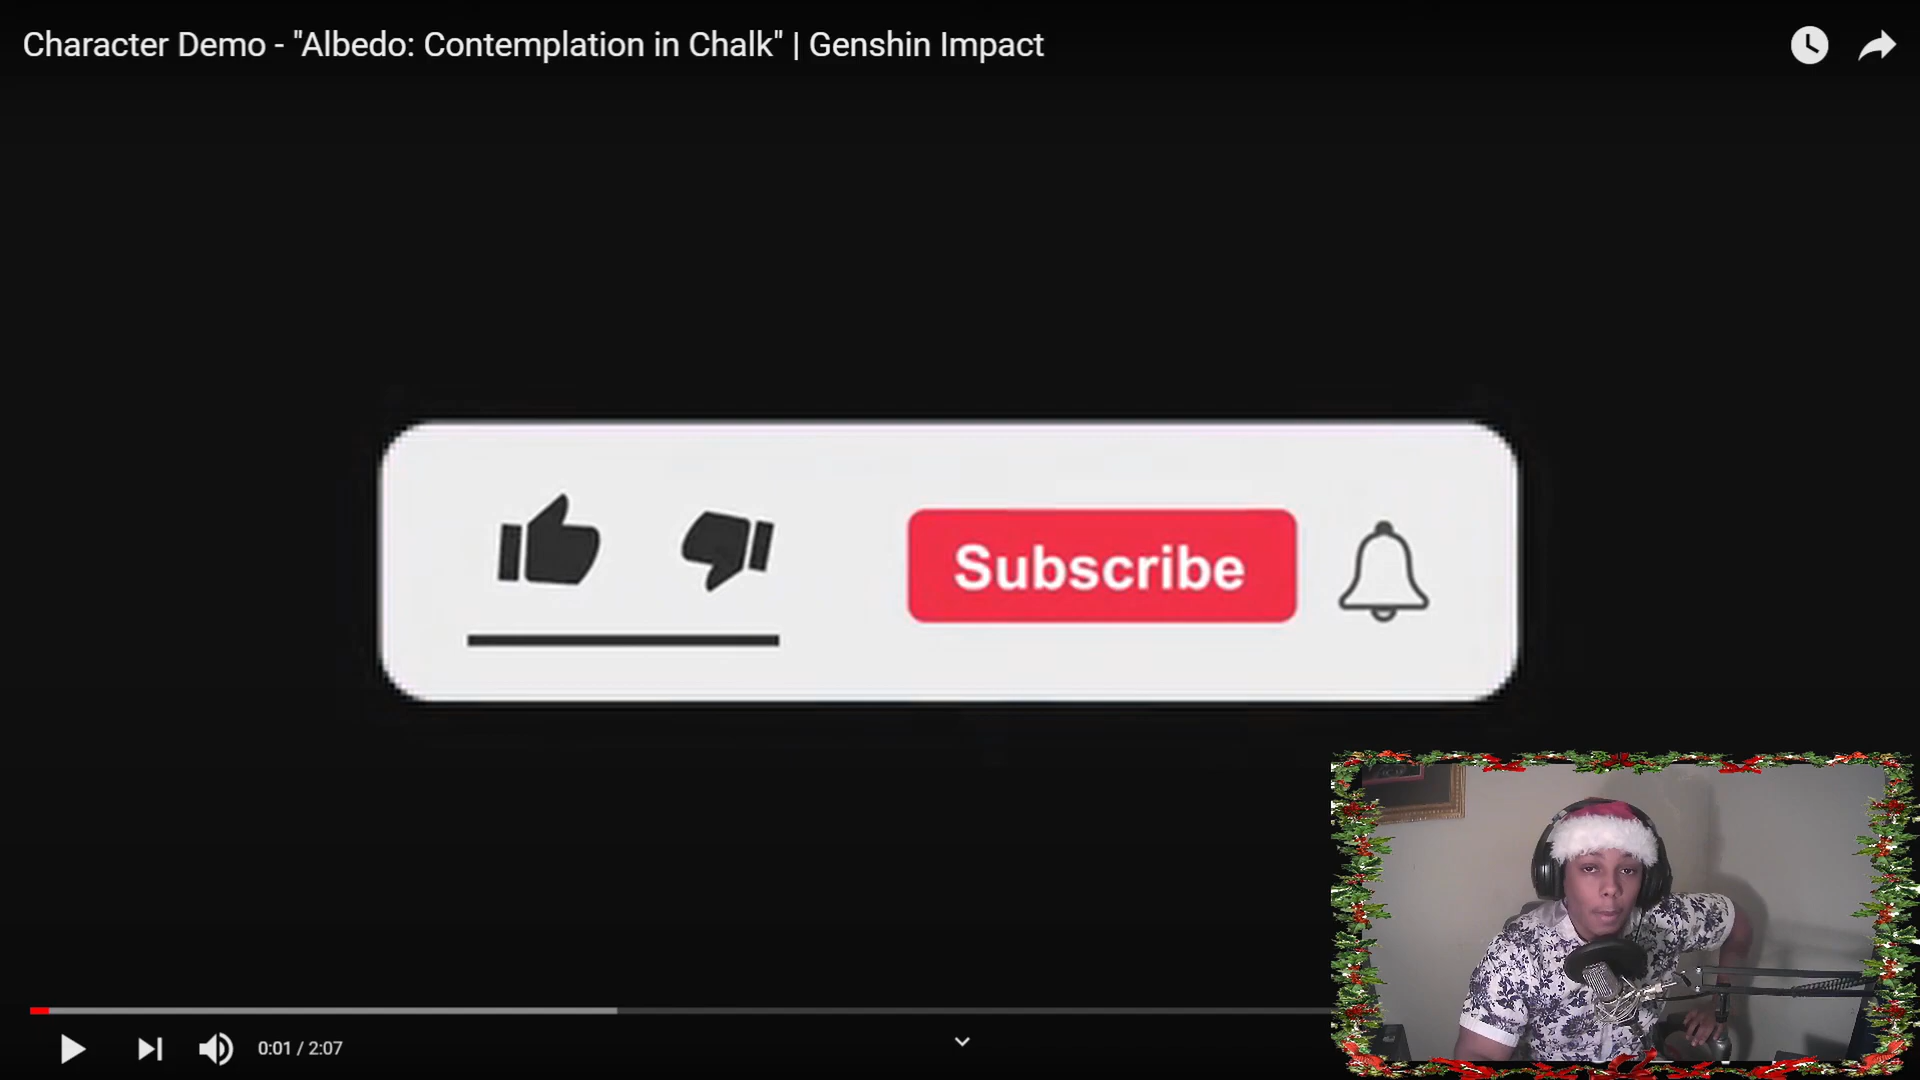 Character Demo - "Albedo: Contemplation in Chalk" | Genshin Impact
Subscribe
0:01 / 2:07